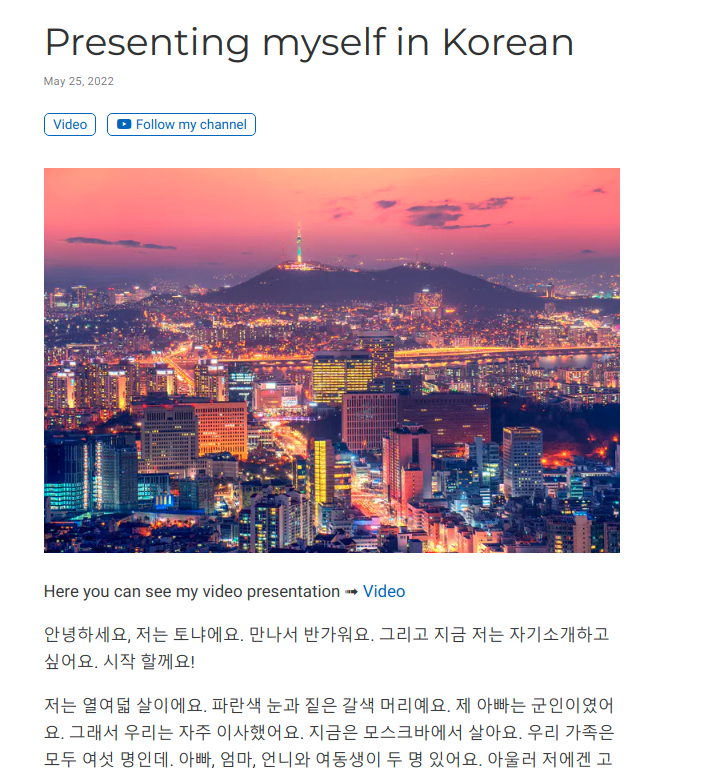 Presenting myself in Korean
May 25, 2022
Video
Follow my channel
Here you can see my video presentation ➟ Video
안녕하세요, 저는 토냐에요. 만나서 반가워요. 그리고 지금 저는 자기소개하고
싶어요. 시작 할께요!
저는 열여덟 살이에요. 파란색 눈과 짙은 갈색 머리예요. 제 아빠는 군인이였어
요. 그래서 우리는 자주 이사했어요. 지금은 모스크바에서 살아요. 우리 가족은
모두 여섯 명인데. 아빠, 엄마, 언니와 여동생이 두 명 있어요. 아울러 저에겐 고